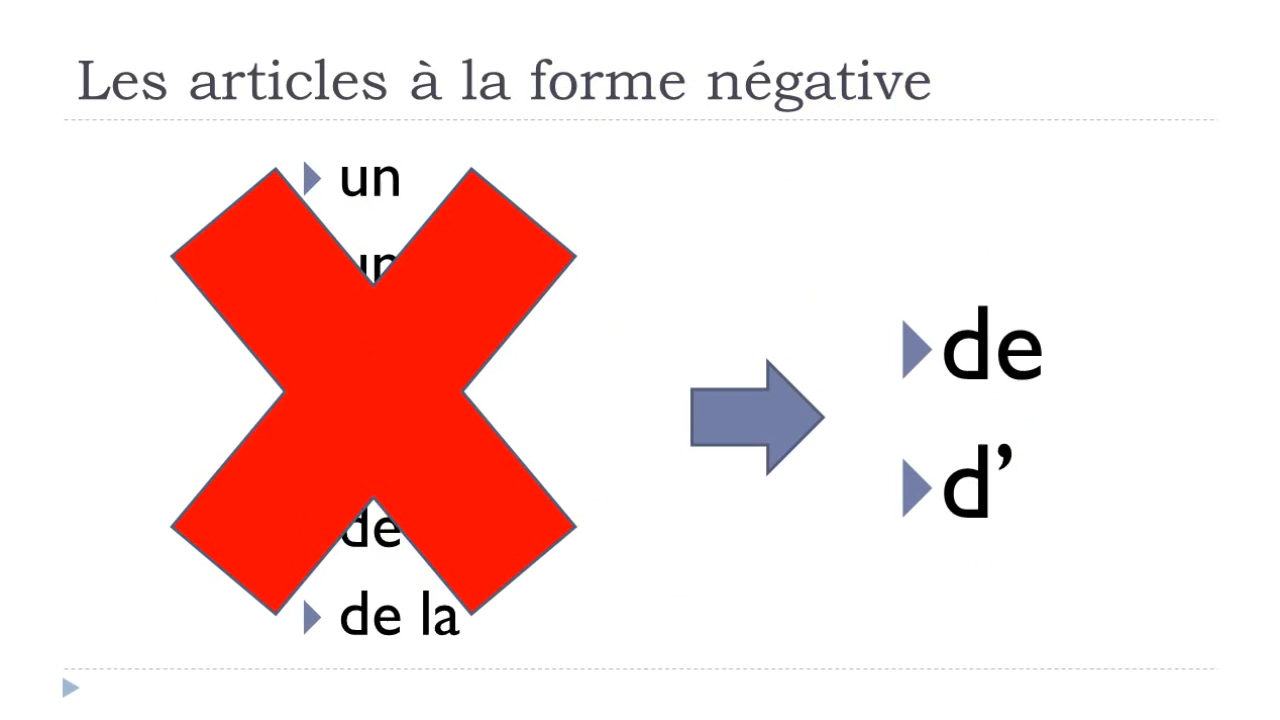 Les articles à la forme négative
un
de la
de
d’